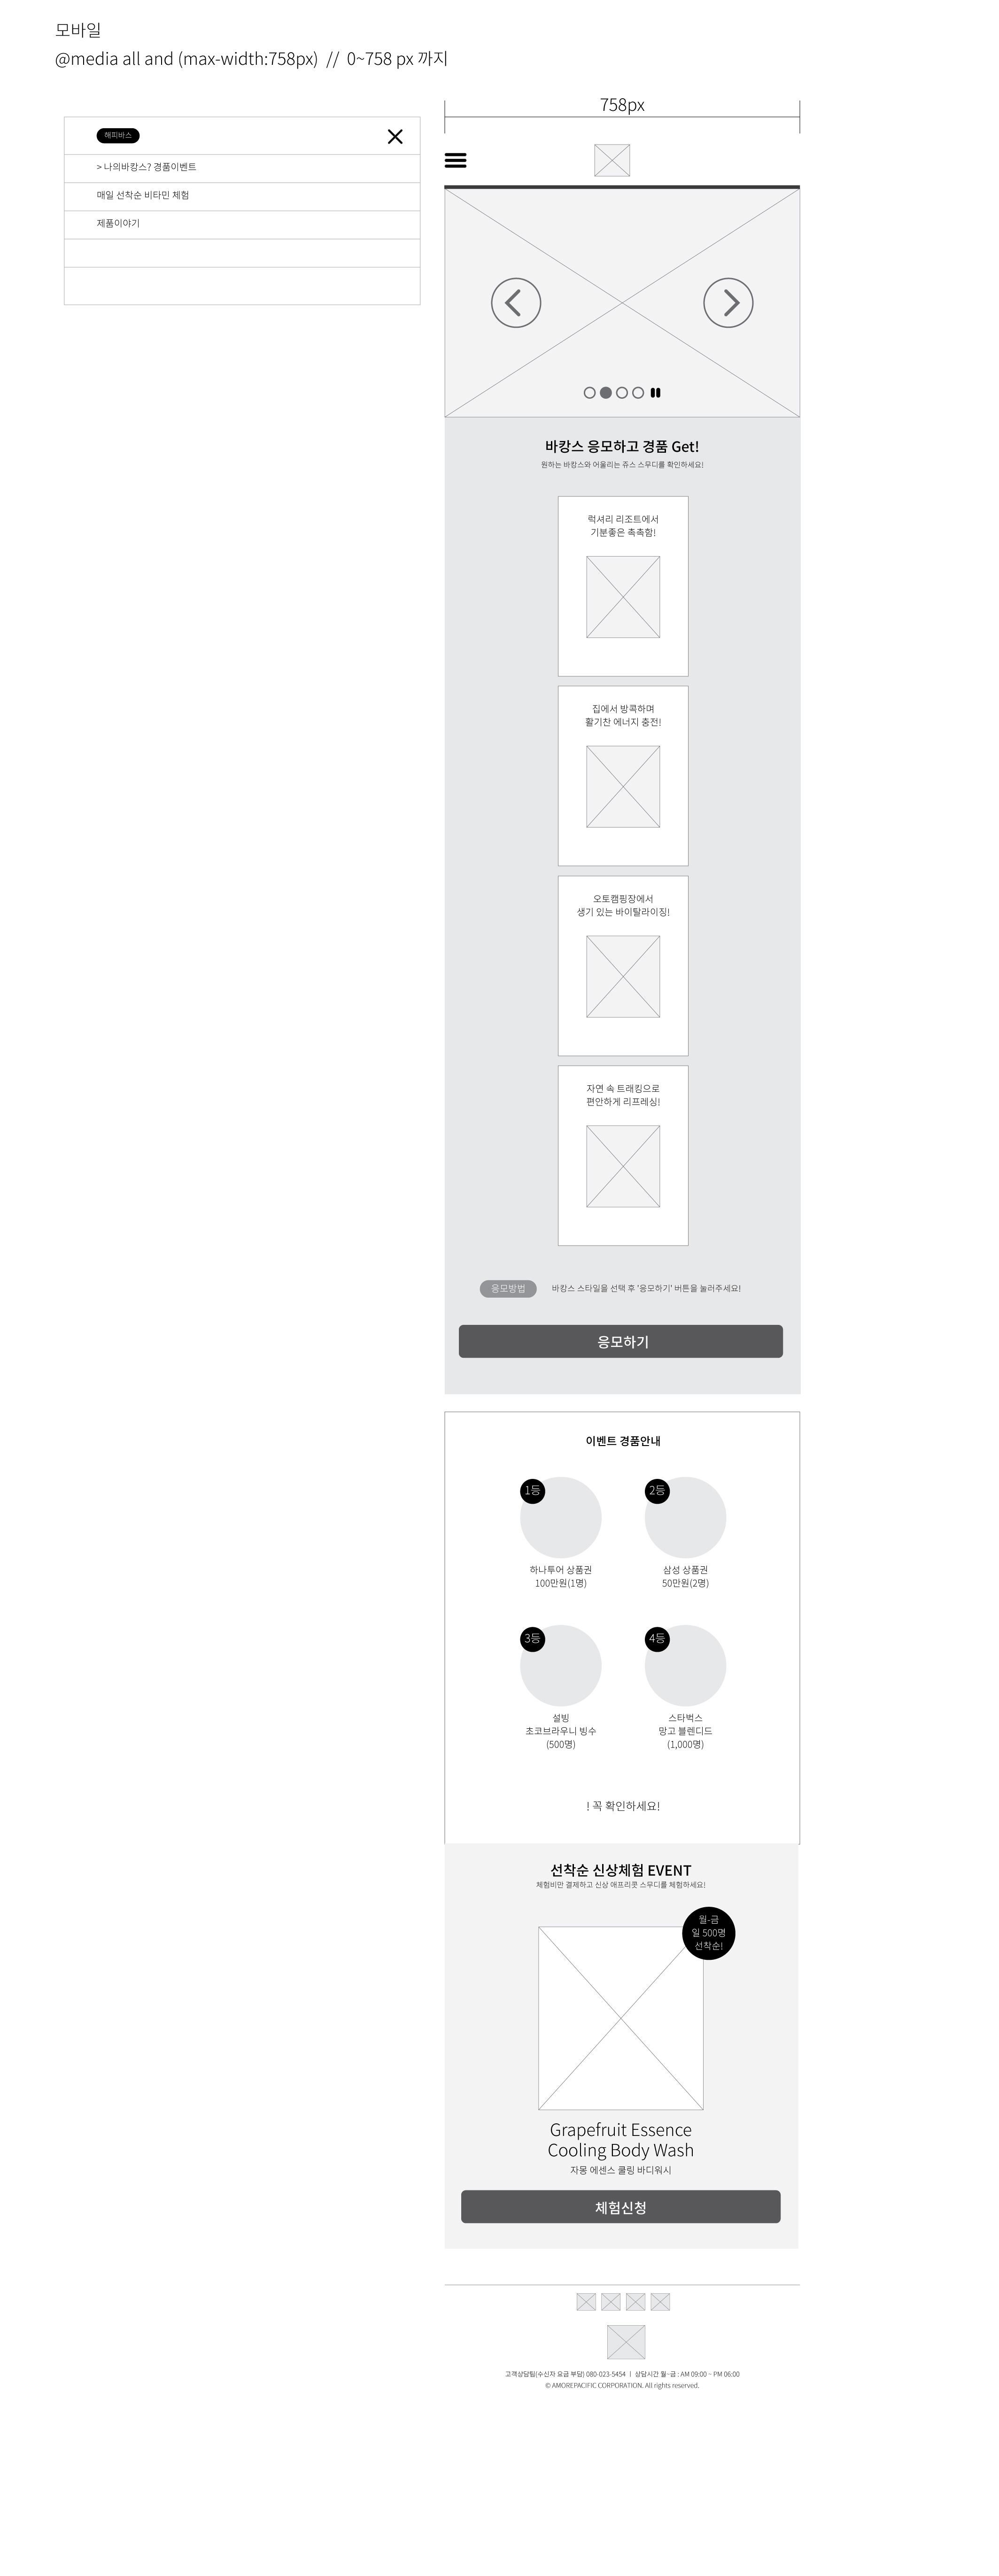 모바일
@media all and (max-width:758px)  //  0~758 px 까지
758px
해피바스
> 나의바캉스? 경품이벤트
매일 선착순 비타민 체험
제품이야기
바캉스 응모하고 경품 Get!
원하는 바캉스와 어울리는 쥬스 스무디를 확인하세요!
럭셔리 리조트에서
기분좋은 촉촉함!
집에서 방콕하며
활기찬 에너지 충전!
오토캠핑장에서
생기 있는 바이탈라이징!
자연 속 트래킹으로
편안하게 리프레싱!
응모방법
바캉스 스타일을 선택 후 '응모하기' 버튼을 눌러주세요!
응모하기
이벤트 경품안내
1등
하나투어 상품권
100만원(1명)
2등
삼성 상품권
50만원(2명)
3등
설빙
초코브라우니 빙수
(500명)
4등
스타벅스
망고 블렌디드
(1,000명)
! 꼭 확인하세요!
선착순 신상체험 EVENT
체험비만 결제하고 신상 애프리콧 스무디를 체험하세요!
월-금
일 500명
선착순!
Grapefruit Essence
Cooling Body Wash
자몽 에센스 쿨링 바디워시
체험신청
고객상담팀(수신자 요금 부담) 080-023-5454 ㅣ 상담시간 월~금 : AM 09:00 ~ PM 06:00
© AMOREPACIFIC CORPORATION. All rights reserved.